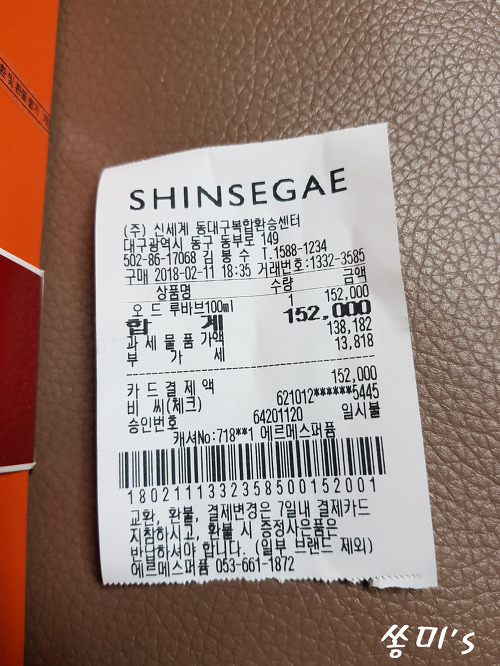 SHINSEGAE
(주) 신세계 동대구복합환승센터
대구광역시 동구 동부로 149
502-86-17068 김 봉 수 T.1588-1234
구매 2018-02-11 18:35 거래번호:1332-3585
상품명 수량 금액
오 드 루바브100ml 1 152,000
합 계 152,000
과 세 물 품 가액 138,182
부 가 세 13,818
카 드 결 제 액 152,000
비 씨(체크) 621012******5445
승인번호 64201120 일시불
캐셔No:718**1 에르메스퍼퓸
1802111332358500152001
교환, 환불, 결제변경은 7일내 결제카드
지참하시고, 환불 시 증정사은품은
반납하셔야 합니다. (일부 브랜드 제외)
에르메스퍼퓸 053-661-1872
쏭미's